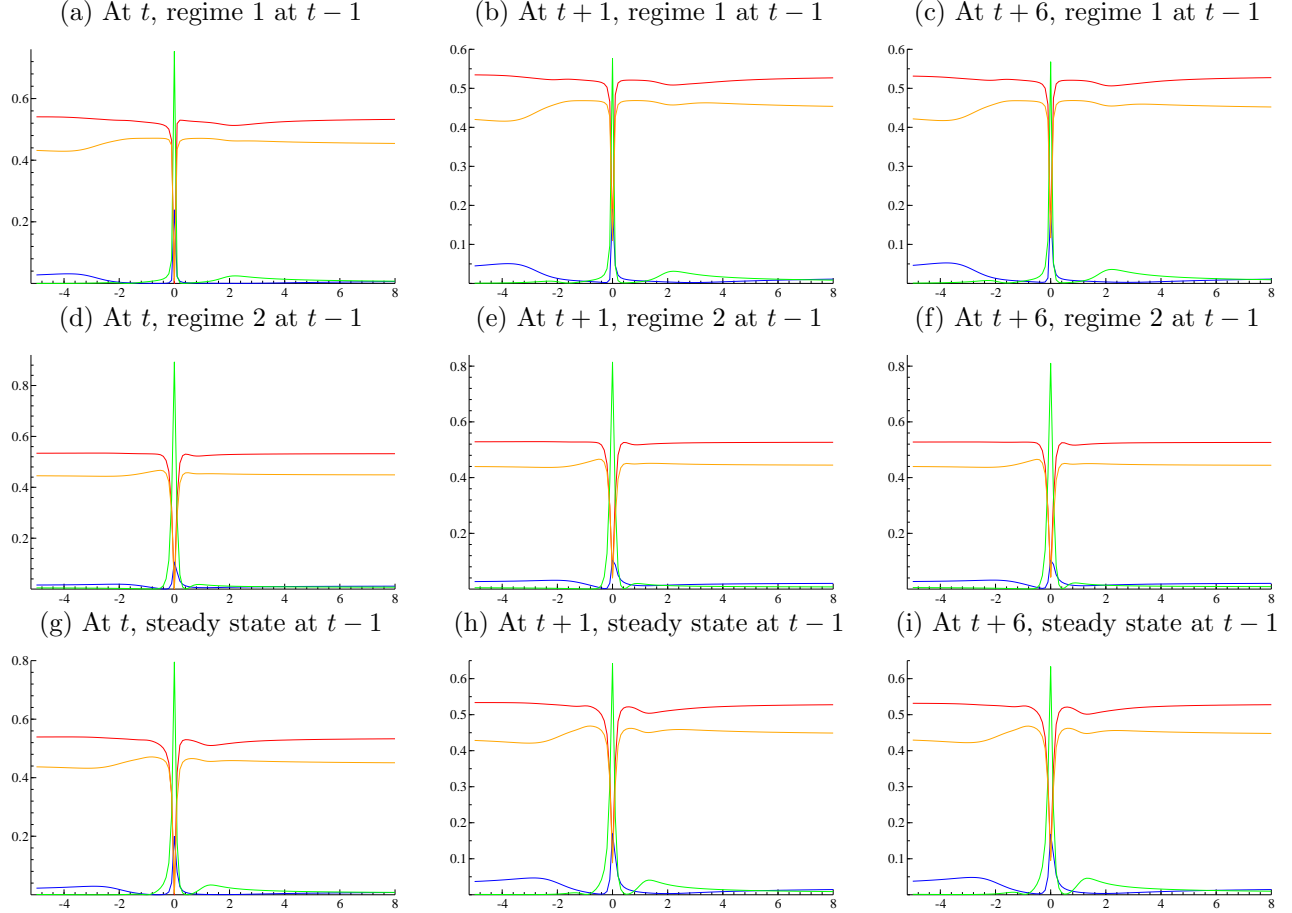 (a) At t, regime 1 at t − 1
(b) At t + 1, regime 1 at t − 1
(c) At t + 6, regime 1 at t − 1
0.6
0.4
0.2
-4 -2 0 2 4 6 8
0.6
0.5
0.4
0.3
0.2
0.1
-4 -2 0 2 4 6 8
0.6
0.5
0.4
0.3
0.2
0.1
-4 -2 0 2 4 6 8
(d) At t, regime 2 at t − 1
(e) At t + 1, regime 2 at t − 1
(f) At t + 6, regime 2 at t − 1
0.8
0.6
0.4
0.2
-4 -2 0 2 4 6 8
0.8
0.6
0.4
0.2
-4 -2 0 2 4 6 8
0.8
0.6
0.4
0.2
-4 -2 0 2 4 6 8
(g) At t, steady state at t − 1
(h) At t + 1, steady state at t − 1
(i) At t + 6, steady state at t − 1
0.8
0.6
0.4
0.2
-4 -2 0 2 4 6 8
0.6
0.5
0.4
0.3
0.2
0.1
-4 -2 0 2 4 6 8
0.6
0.5
0.4
0.3
0.2
0.1
-4 -2 0 2 4 6 8